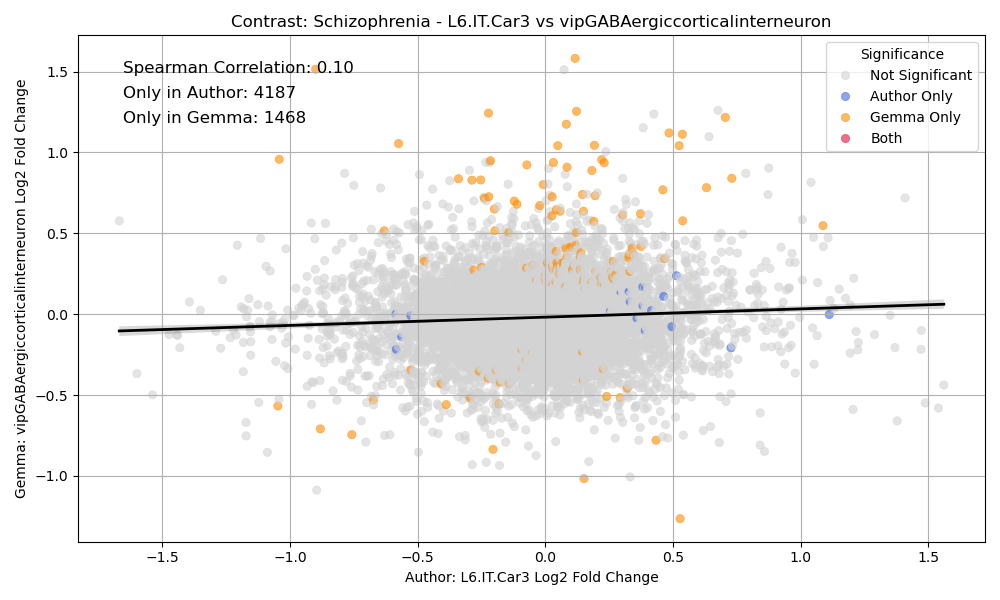 Contrast: Schizophrenia - L6.IT.Car3 vs vipGABAergiccorticalinterneuron
Spearman Correlation: 0.10
Only in Author: 4187
Only in Gemma: 1468
Significance
Not Significant
Author Only
Gemma Only
Both
Gemma: vipGABAergiccorticalinterneuron Log2 Fold Change
1.5
1.0
0.5
0.0
−0.5
−1.0
−1.5 −1.0 −0.5 0.0 0.5 1.0 1.5
Author: L6.IT.Car3 Log2 Fold Change